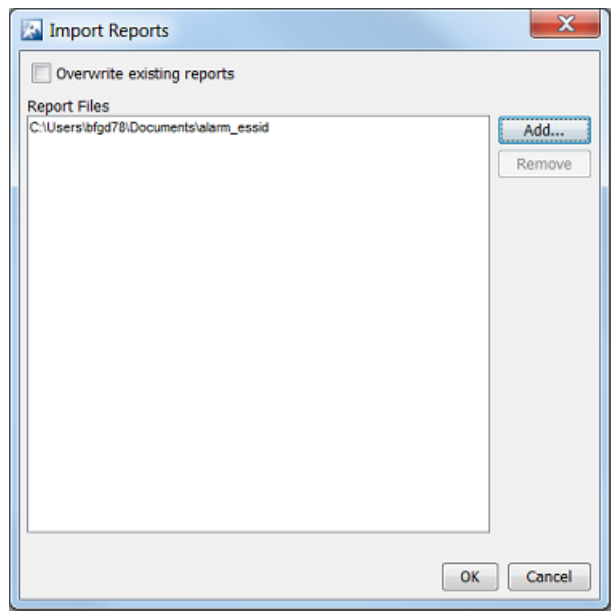 Import Reports
Overwrite existing reports
Report Files
C:\Users\bfgd78\Documents\alarm_essid
Add...
Remove
OK
Cancel